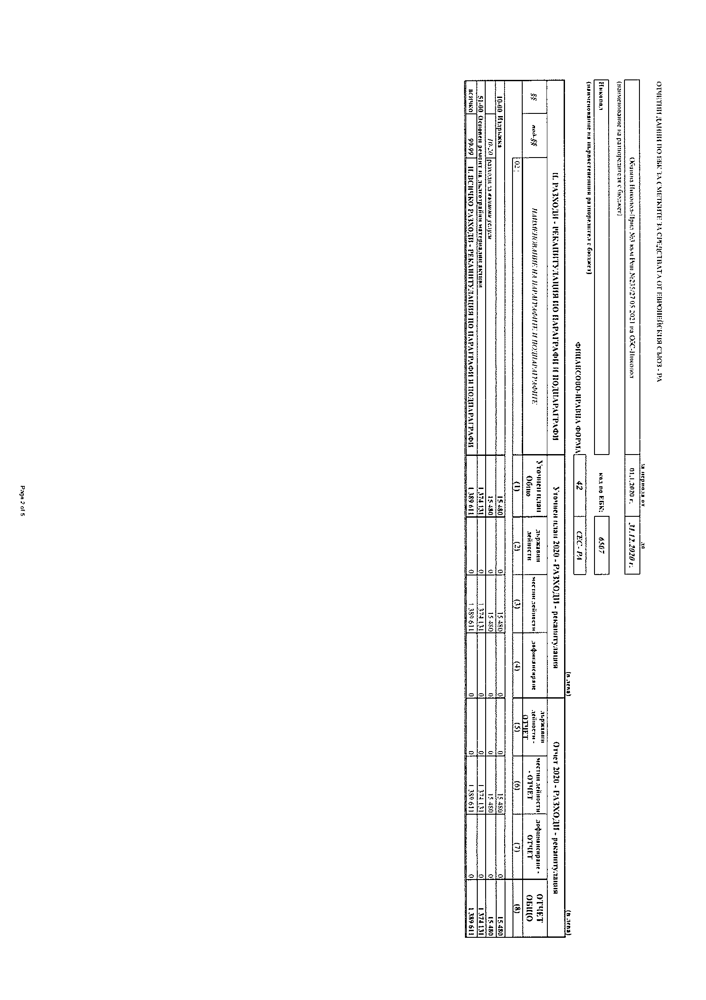 ОТЧЕТНИ ДАННИ ПО ЕБК ЗА СМЕТКИТЕ ЗА СРЕДСТВАТА ОТ ЕВРОПЕЙСКИЯ СЪЮЗ - РА
за периода от до
Община Никопол-Прил.№3 към Реш.№235/27.05.2021 на ОбС-Никопол 01.1.2020 г. 31.12.2020 г.
(наименование на разпоредителя с бюджет)
Никопол код по ЕБК: 6507
(наименование на първостепенния разпоредител с бюджет)
ФИНАНСОВО-ПРАВНА ФОРМА 42 СЕС - РА
(в лева) (в лева)
II. РАЗХОДИ - РЕКАПИТУЛАЦИЯ ПО ПАРАГРАФИ И ПОДПАРАГРАФИ Уточнен план 2020 - РАЗХОДИ - рекапитулация Отчет 2020 - РАЗХОДИ - рекапитулация
§§ под-§§ НАИМЕНОВАНИЕ НА ПАРАГРАФИТЕ И ПОДПАРАГРАФИТЕ Уточнен план Общо държавни дейности местни дейности дофинансиране държавни дейности - ОТЧЕТ местни дейности - ОТЧЕТ дофинансиране - ОТЧЕТ ОТЧЕТ ОБЩО
02 (1) (2) (3) (4) (5) (6) (7) (8)
10-00 Издръжка 15 480 0 15 480 0 0 15 480 0 15 480
10-20 разходи за външни услуги 15 480 0 15 480 0 0 15 480 0 15 480
51-00 Основен ремонт на дълготрайни материални активи 1 374 131 0 1 374 131 0 0 1 374 131 0 1 374 131
всичко 99-99 II. ВСИЧКО РАЗХОДИ - РЕКАПИТУЛАЦИЯ ПО ПАРАГРАФИ И ПОДПАРАГРАФИ 1 389 611 0 1 389 611 0 0 1 389 611 0 1 389 611
Page 2 of 5